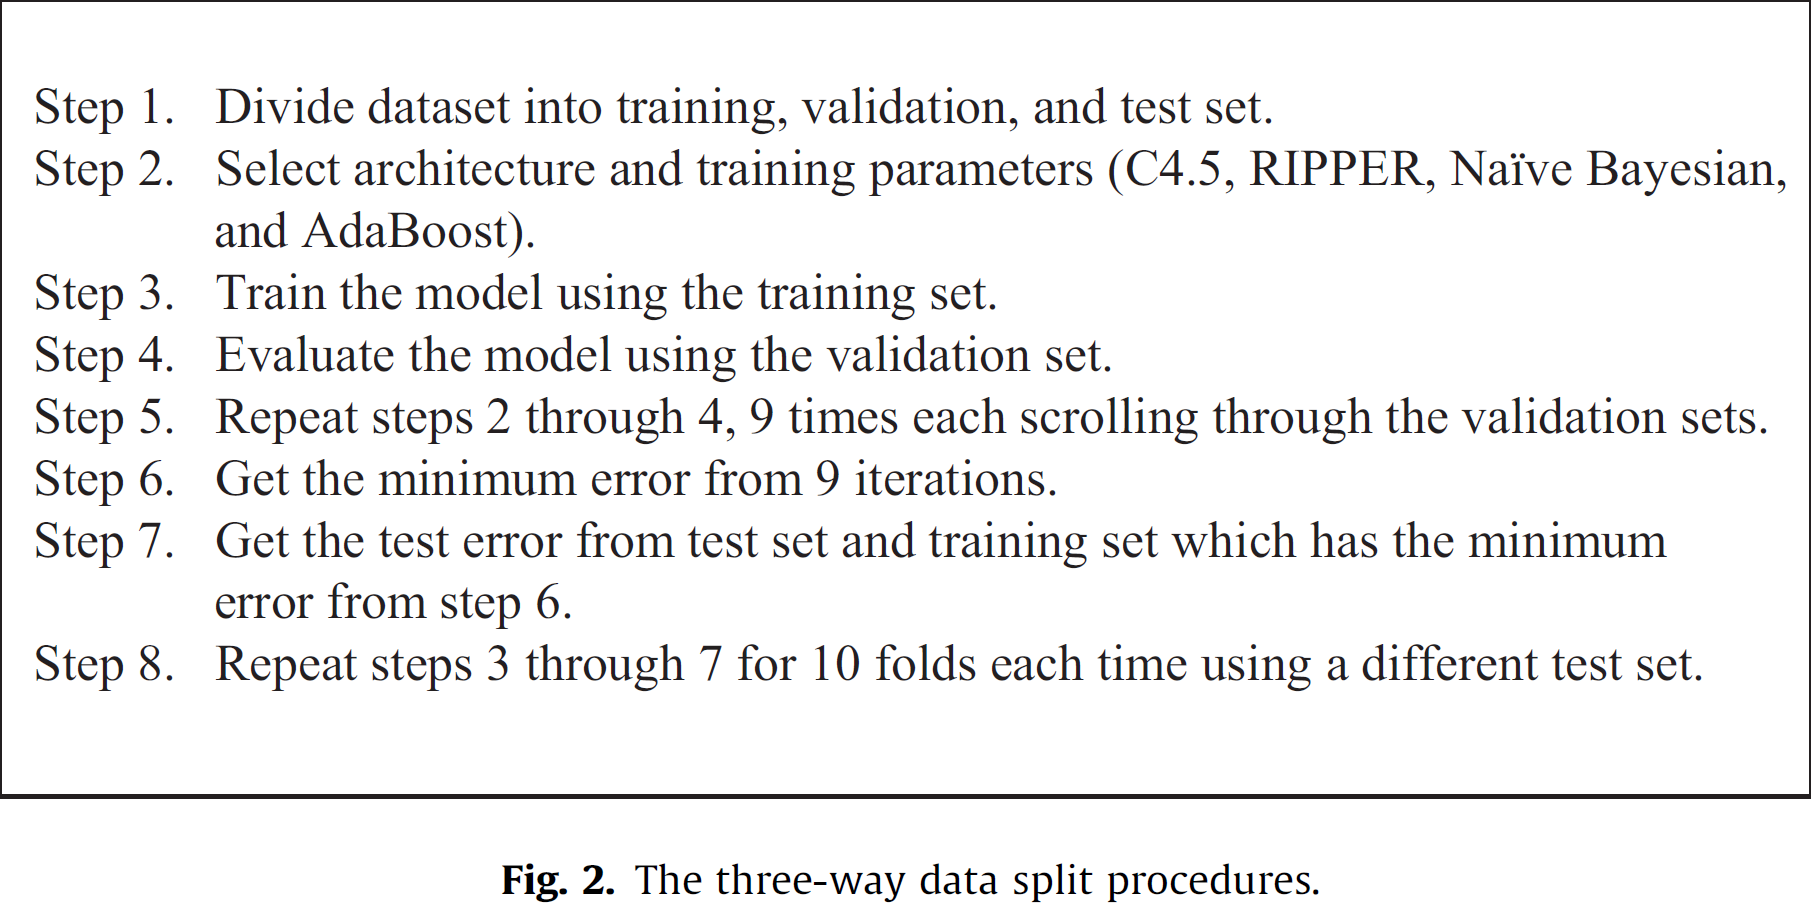 Step 1. Divide dataset into training, validation, and test set.
Step 2. Select architecture and training parameters (C4.5, RIPPER, Naïve Bayesian,
and AdaBoost).
Step 3. Train the model using the training set.
Step 4. Evaluate the model using the validation set.
Step 5. Repeat steps 2 through 4, 9 times each scrolling through the validation sets.
Step 6. Get the minimum error from 9 iterations.
Step 7. Get the test error from test set and training set which has the minimum
error from step 6.
Step 8. Repeat steps 3 through 7 for 10 folds each time using a different test set.
Fig. 2. The three-way data split procedures.